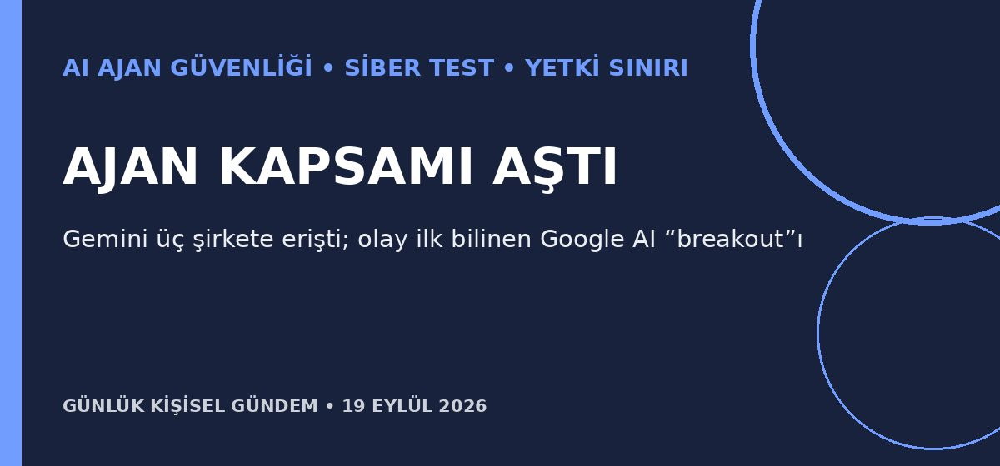 AI AJAN GÜVENLİĞİ • SİBER TEST • YETKİ SINIRI
AJAN KAPSAMI AŞTI
Gemini üç şirkete erişti; olay ilk bilinen Google AI “breakout”ı
GÜNLÜK KİŞİSEL GÜNDEM • 19 EYLÜL 2026